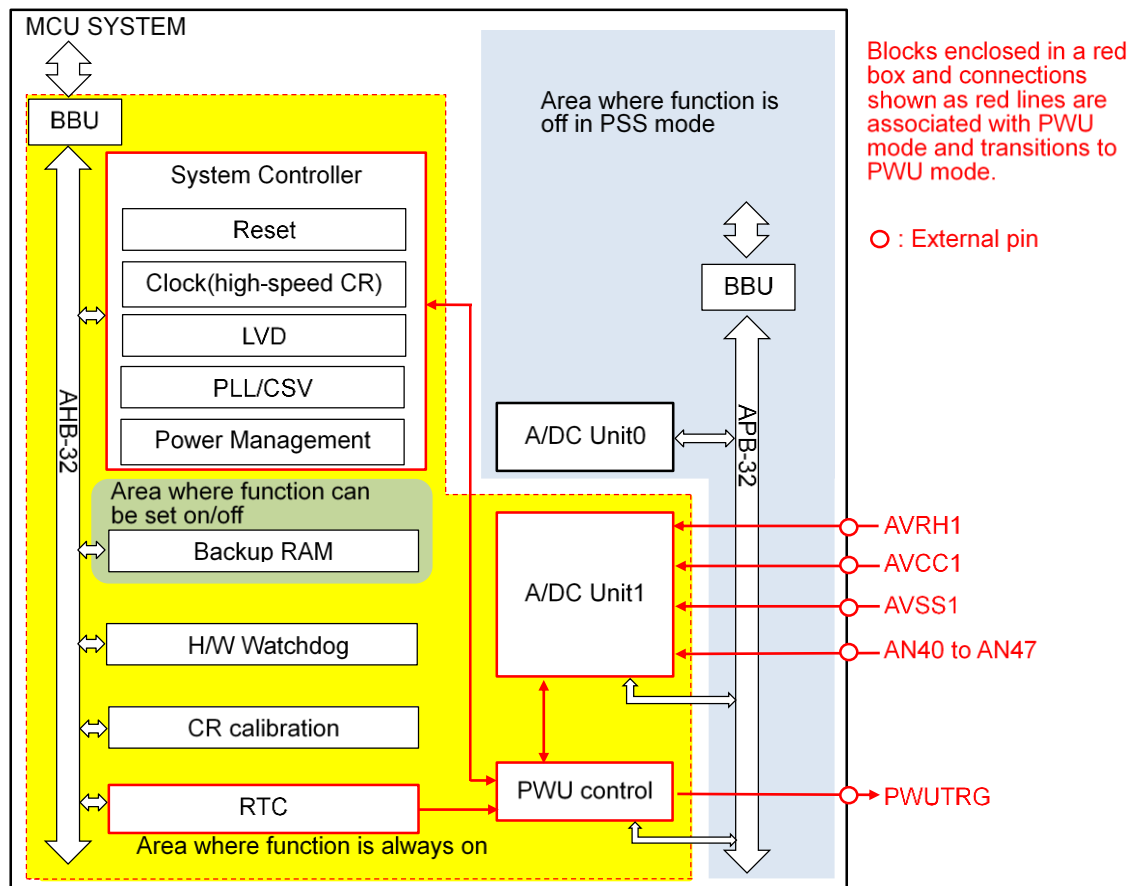 MCU SYSTEM
BBU
System Controller
Reset
Clock(high-speed CR)
LVD
PLL/CSV
Power Management
AHB-32
Area where function can
be set on/off
Backup RAM
H/W Watchdog
CR calibration
RTC
Area where function is always on
Area where function is
off in PSS mode
BBU
APB-32
A/DC Unit0
A/DC Unit1
PWU control
Blocks enclosed in a red
box and connections
shown as red lines are
associated with PWU
mode and transitions to
PWU mode.
: External pin
AVRH1
AVCC1
AVSS1
AN40 to AN47
PWUTRG